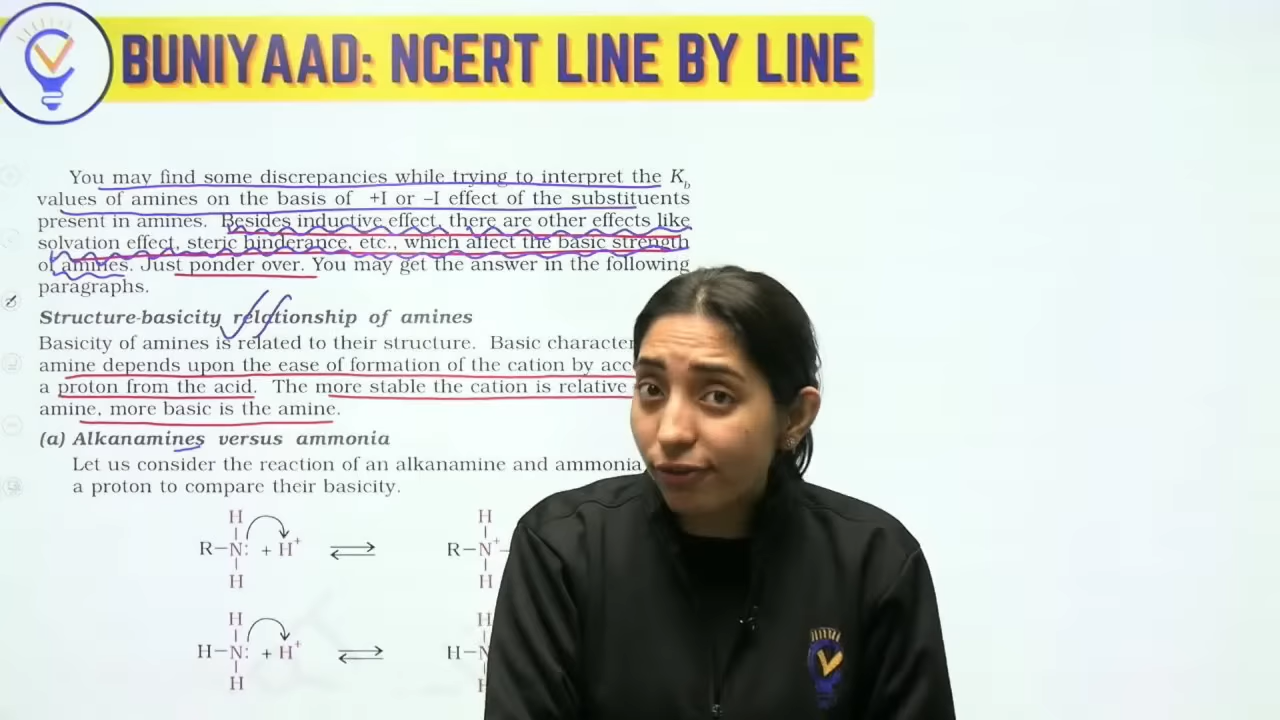 BUNIYAAD: NCERT LINE BY LINE
You may find some discrepancies while trying to interpret the K_b
values of amines on the basis of +I or –I effect of the substituents
present in amines. Besides inductive effect, there are other effects like
solvation effect, steric hinderance, etc., which affect the basic strength
of amines. Just ponder over. You may get the answer in the following
paragraphs.
Structure-basicity relationship of amines
Basicity of amines is related to their structure. Basic character
amine depends upon the ease of formation of the cation by acc
a proton from the acid. The more stable the cation is relative
amine, more basic is the amine.
(a) Alkanamines versus ammonia
Let us consider the reaction of an alkanamine and ammonia
a proton to compare their basicity.
H H
R–N: + H⁺ ⇌ R–N⁺–
H H
H H
H–N: + H⁺ ⇌ H–N
H H